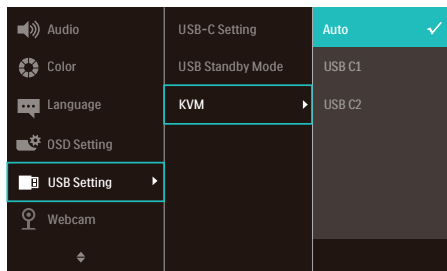 Audio
Color
Language
OSD Setting
USB Setting
Webcam
USB-C Setting
USB Standby Mode
KVM
Auto
USB C1
USB C2